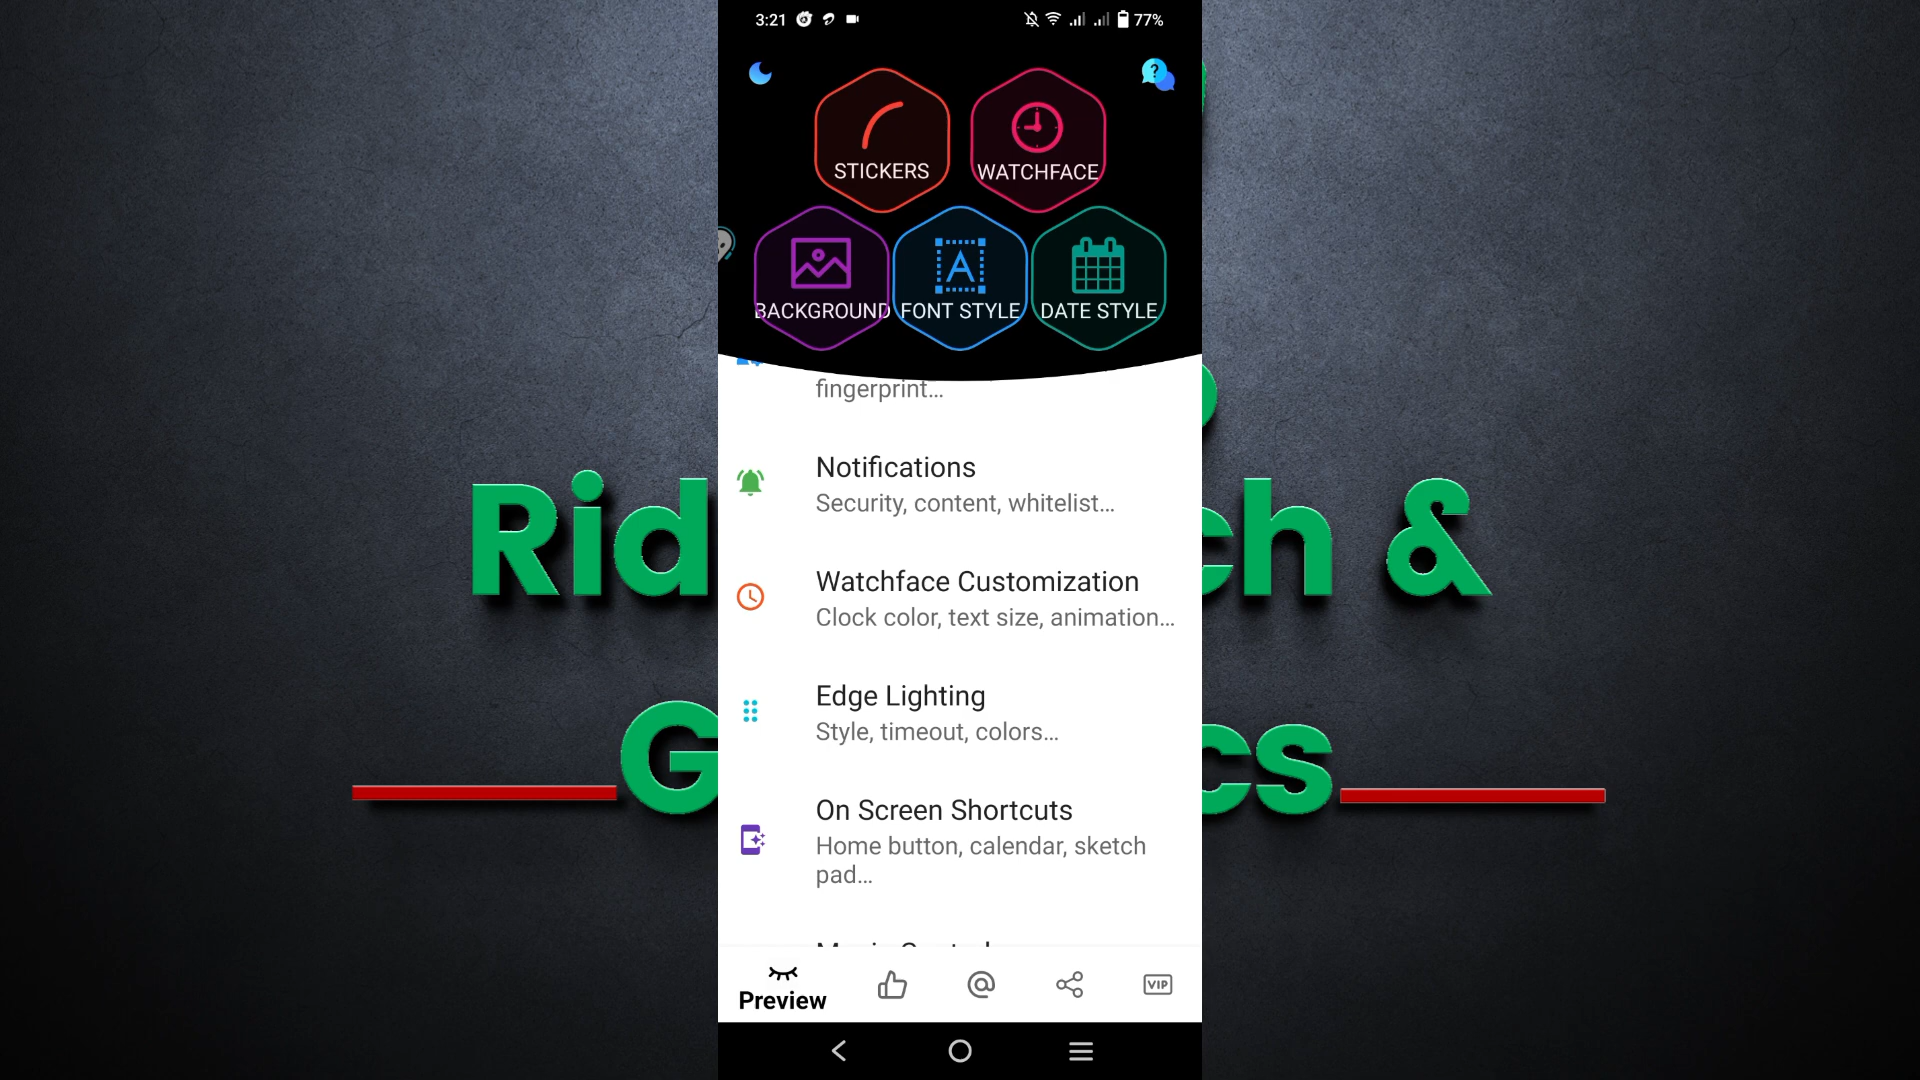 3:21
77%
?
STICKERS
WATCHFACE
BACKGROUND
FONT STYLE
DATE STYLE
fingerprint...
Notifications
Security, content, whitelist...
Watchface Customization
Clock color, text size, animation...
Rid
ch &
Edge Lighting
Style, timeout, colors...
G
cs
On Screen Shortcuts
Home button, calendar, sketch
pad...
Preview
VIP